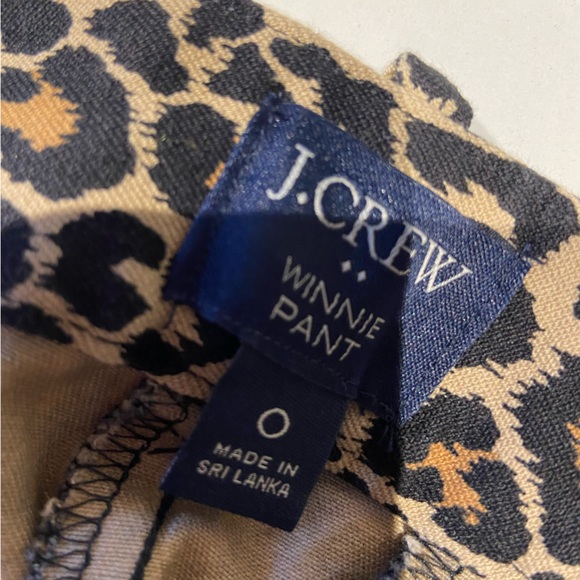 J.CREW
WINNIE
PANT
0
MADE IN
SRI LANKA